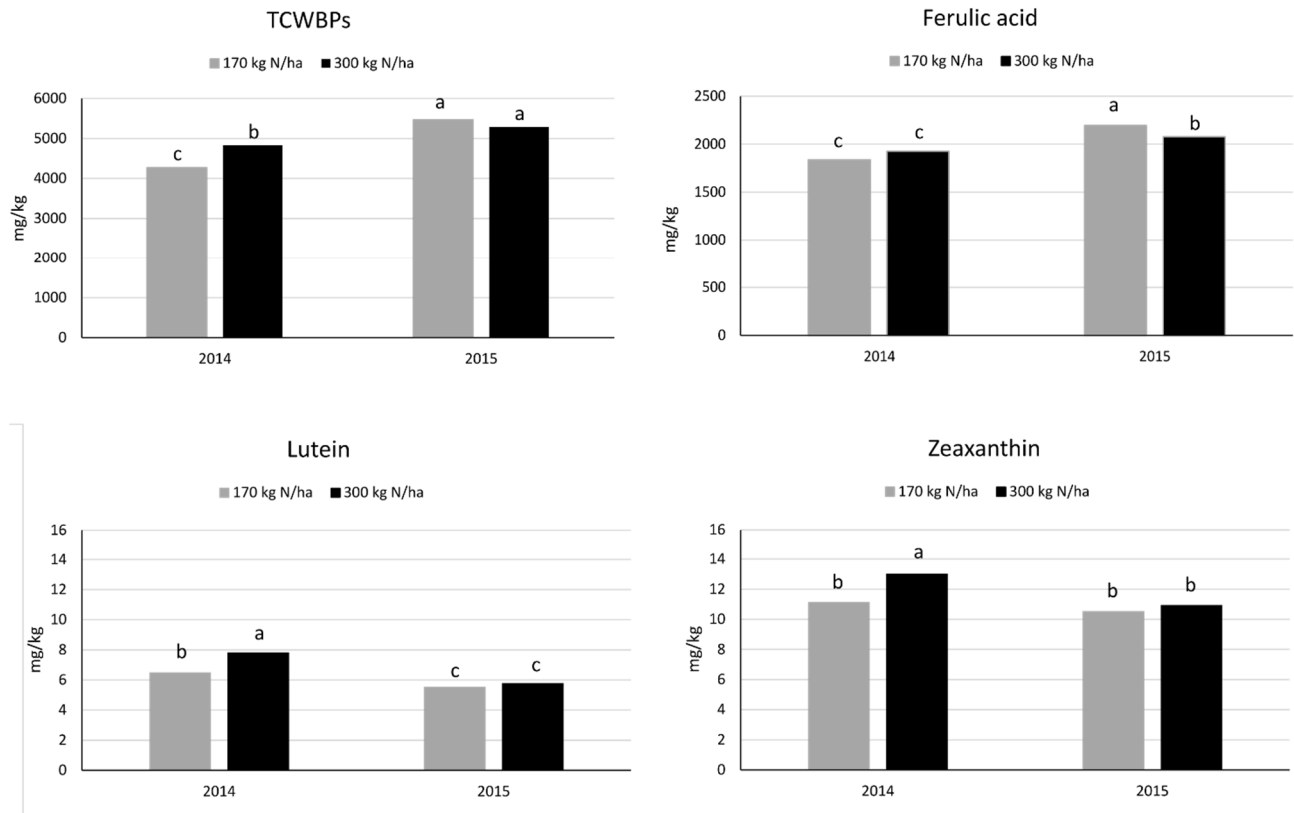 TCWBPs
170 kg N/ha 300 kg N/ha
6000
5000
4000
3000
2000
1000
0
mg/kg
c
b
a
a
2014 2015
Ferulic acid
170 kg N/ha 300 kg N/ha
2500
2000
1500
1000
500
0
mg/kg
c
c
a
b
2014 2015
Lutein
170 kg N/ha 300 kg N/ha
16
14
12
10
8
6
4
2
0
mg/kg
b
a
c
c
2014 2015
Zeaxanthin
170 kg N/ha 300 kg N/ha
16
14
12
10
8
6
4
2
0
mg/kg
b
a
b
b
2014 2015